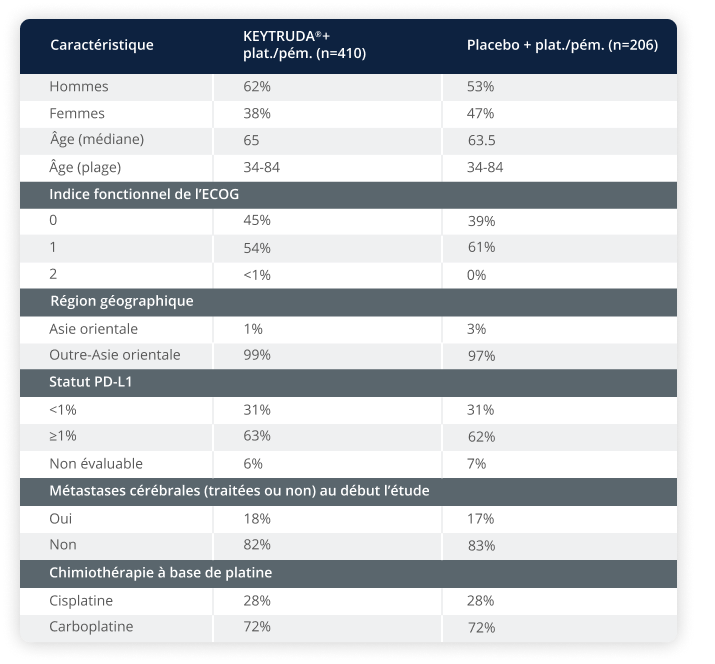 Caractéristique KEYTRUDA®+ plat./pém. (n=410) Placebo + plat./pém. (n=206)
Hommes 62% 53%
Femmes 38% 47%
Âge (médiane) 65 63.5
Âge (plage) 34-84 34-84
Indice fonctionnel de l’ECOG
0 45% 39%
1 54% 61%
2 <1% 0%
Région géographique
Asie orientale 1% 3%
Outre-Asie orientale 99% 97%
Statut PD-L1
<1% 31% 31%
≥1% 63% 62%
Non évaluable 6% 7%
Métastases cérébrales (traitées ou non) au début l’étude
Oui 18% 17%
Non 82% 83%
Chimiothérapie à base de platine
Cisplatine 28% 28%
Carboplatine 72% 72%